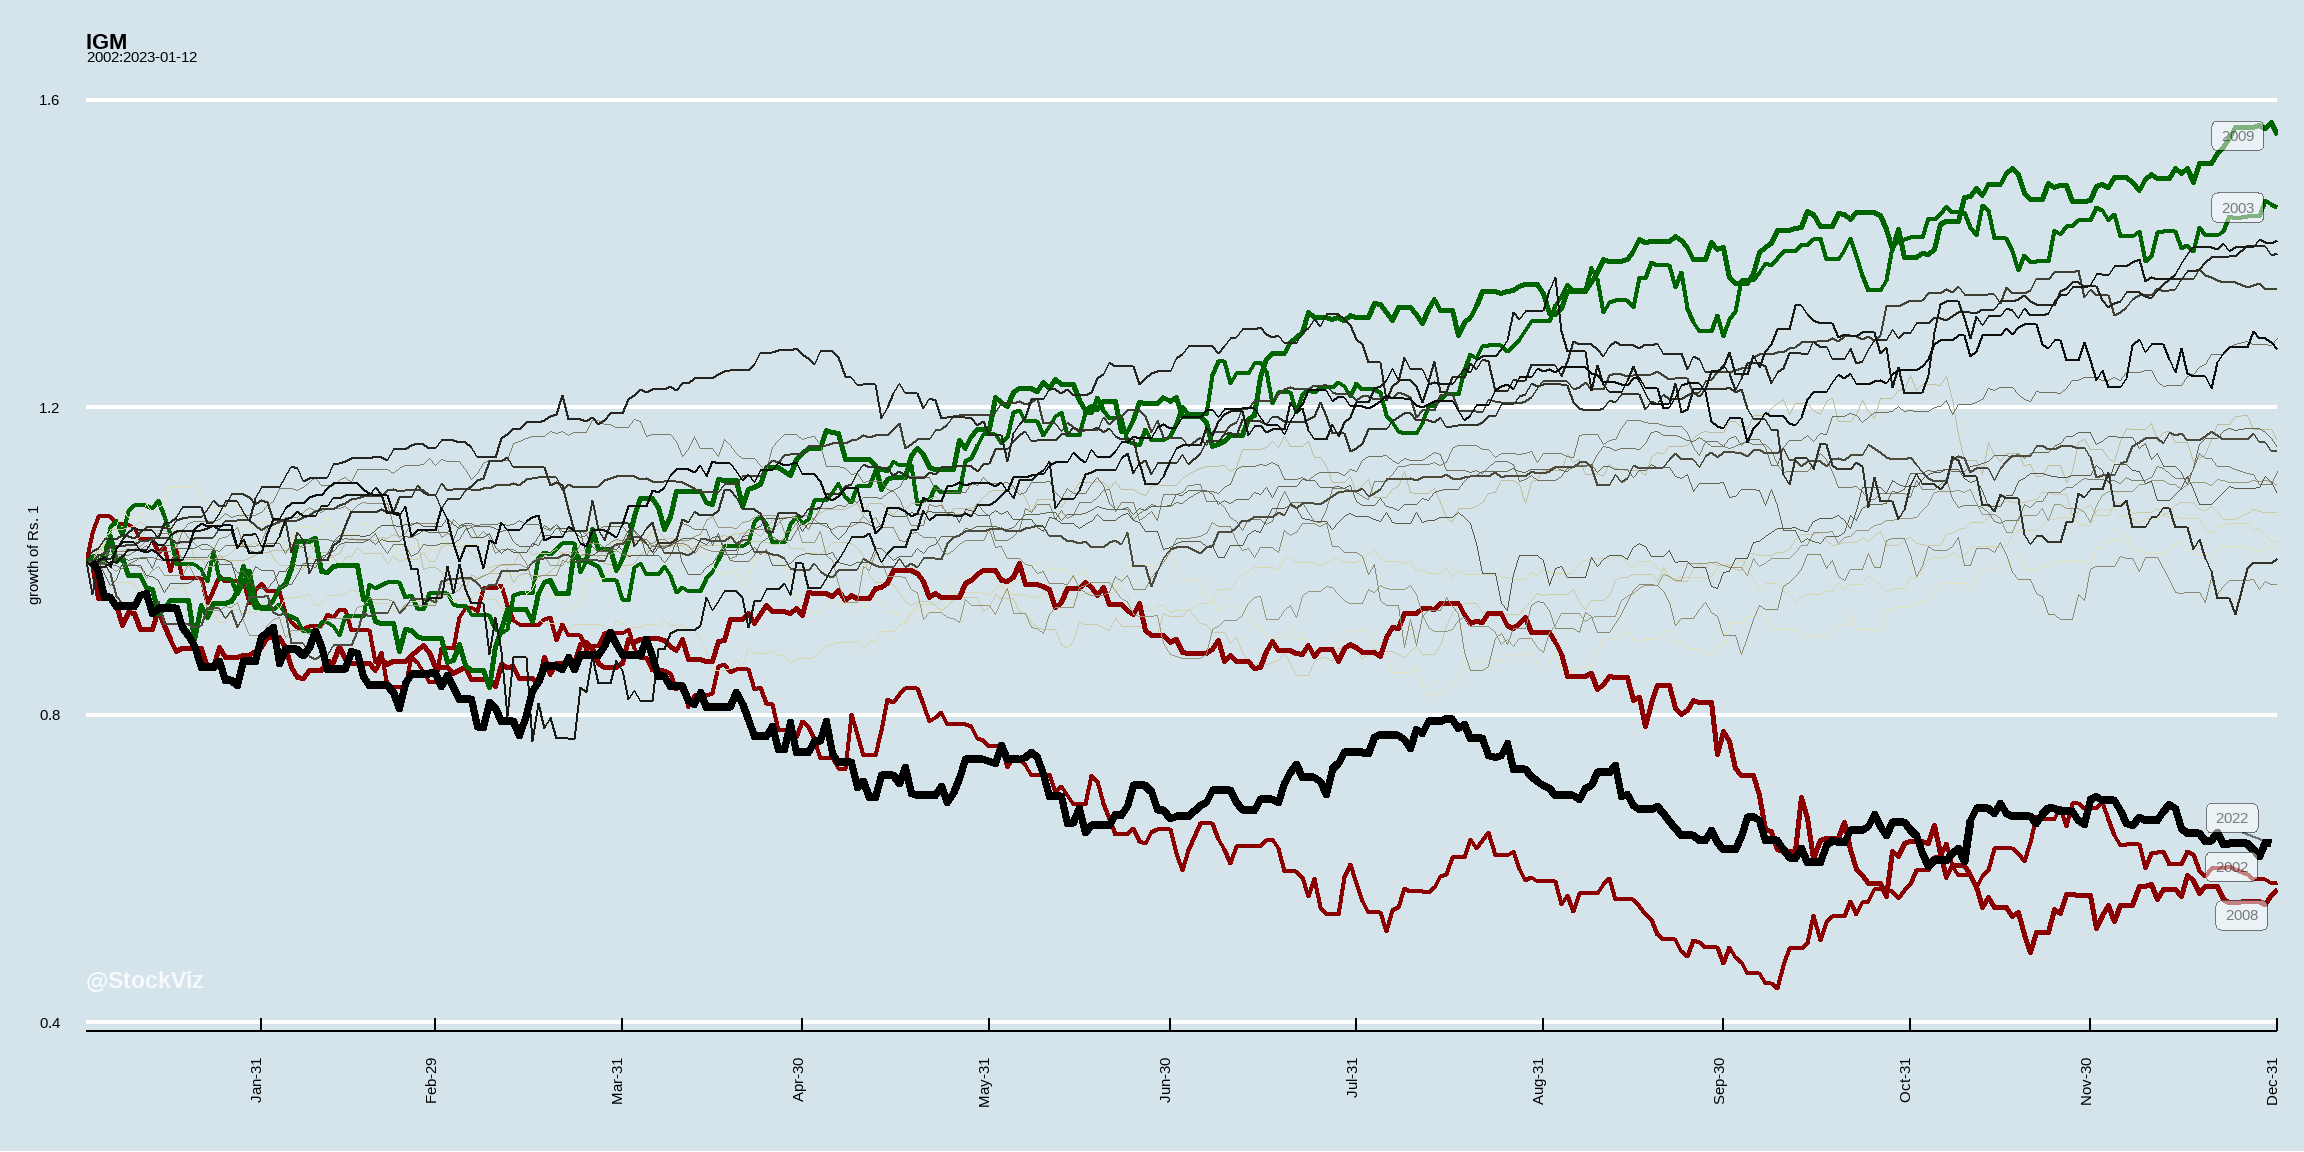 IGM
2002:2023-01-12
1.6
1.2
0.8
0.4
growth of Rs. 1
2009
2003
2022
2002
2008
@StockViz
Jan-31
Feb-29
Mar-31
Apr-30
May-31
Jun-30
Jul-31
Aug-31
Sep-30
Oct-31
Nov-30
Dec-31